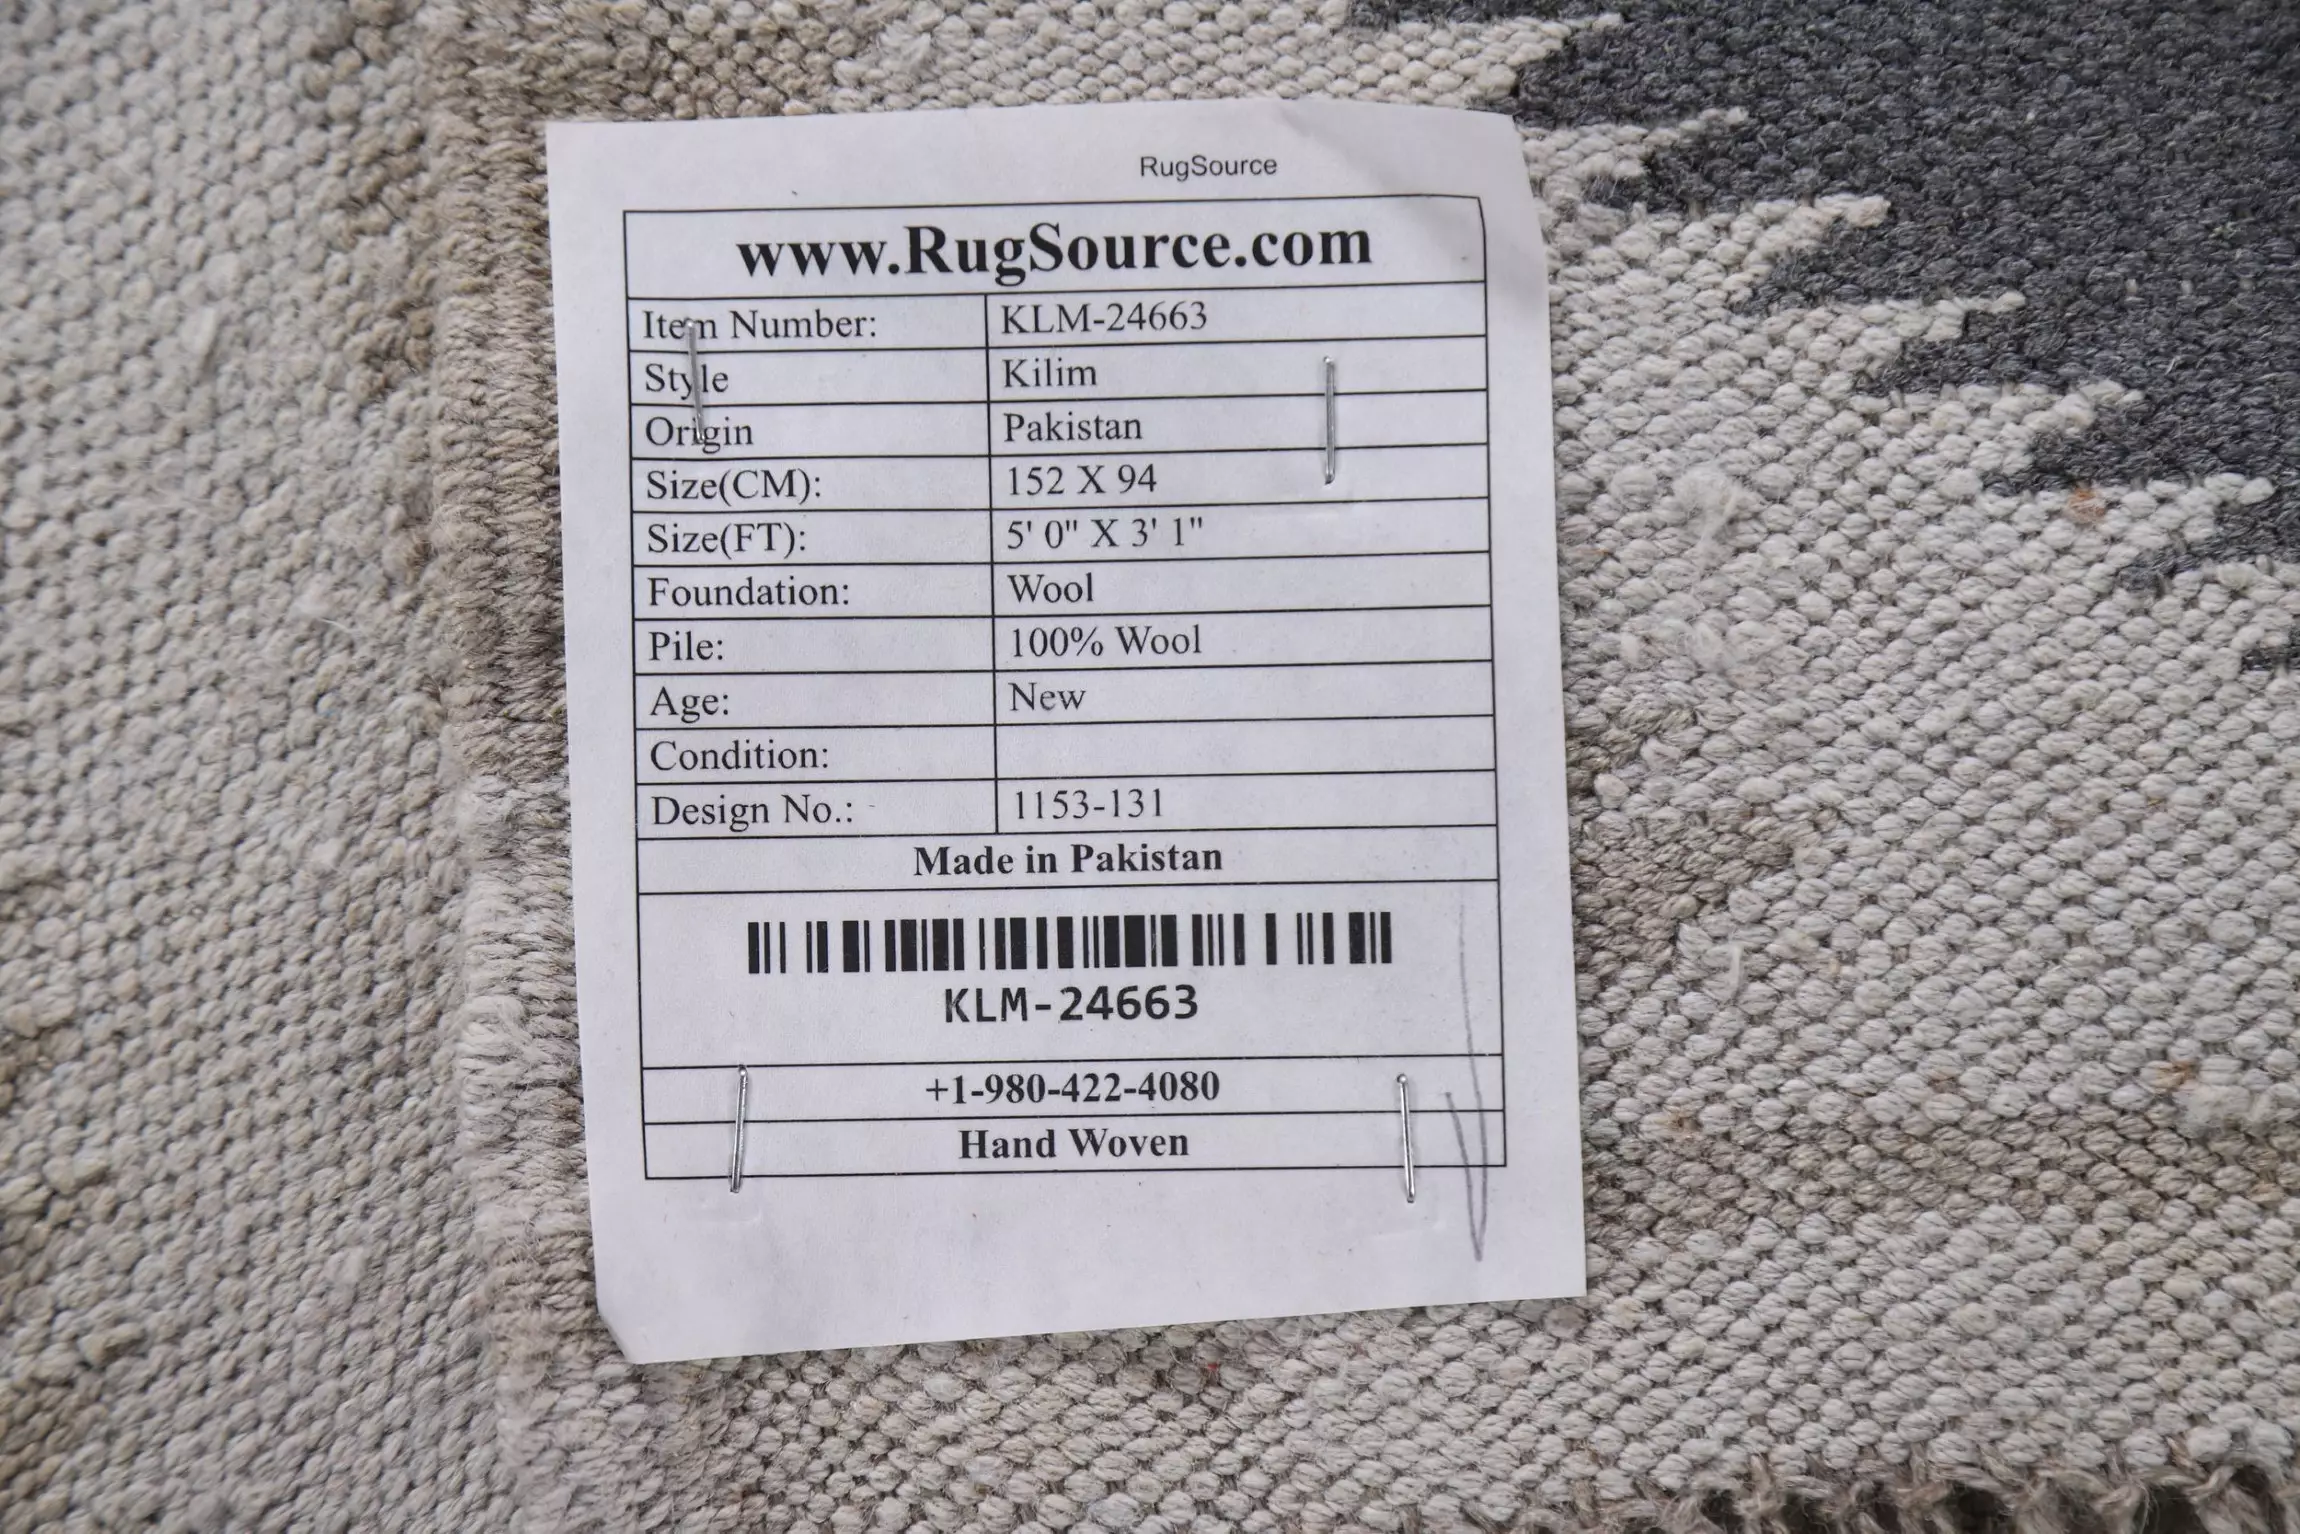 RugSource
www.RugSource.com
Item Number: KLM-24663
Style Kilim
Origin Pakistan
Size(CM): 152 X 94
Size(FT): 5' 0" X 3' 1"
Foundation: Wool
Pile: 100% Wool
Age: New
Condition:
Design No.: 1153-131
Made in Pakistan
KLM-24663
+1-980-422-4080
Hand Woven